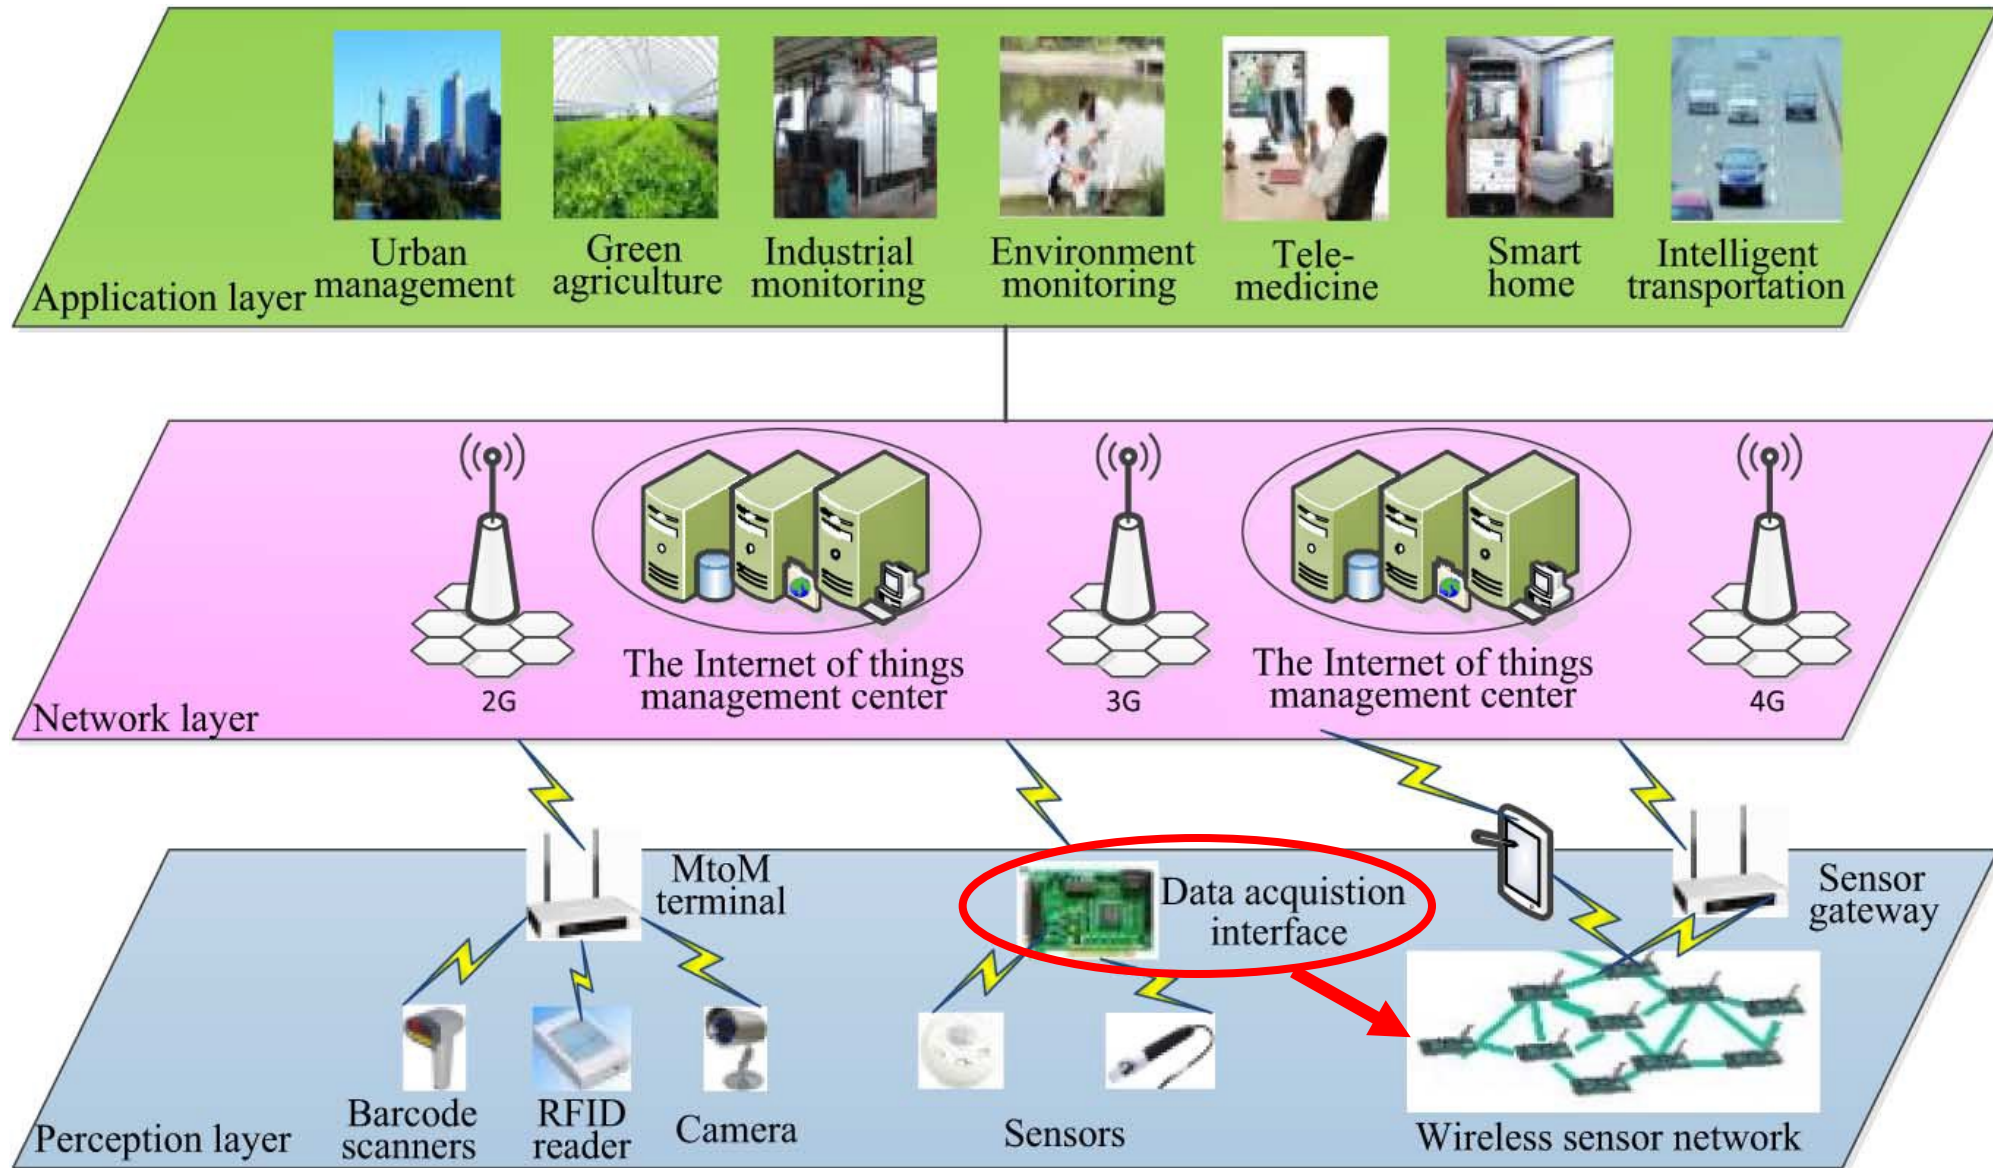 Urban
management
Green
agriculture
Industrial
monitoring
Environment
monitoring
Tele-
medicine
Smart
home
Intelligent
transportation
Application layer
2G
The Internet of things
management center
3G
The Internet of things
management center
4G
Network layer
MtoM
terminal
Data acquistion
interface
Sensor
gateway
Barcode
scanners
RFID
reader
Camera
Sensors
Wireless sensor network
Perception layer